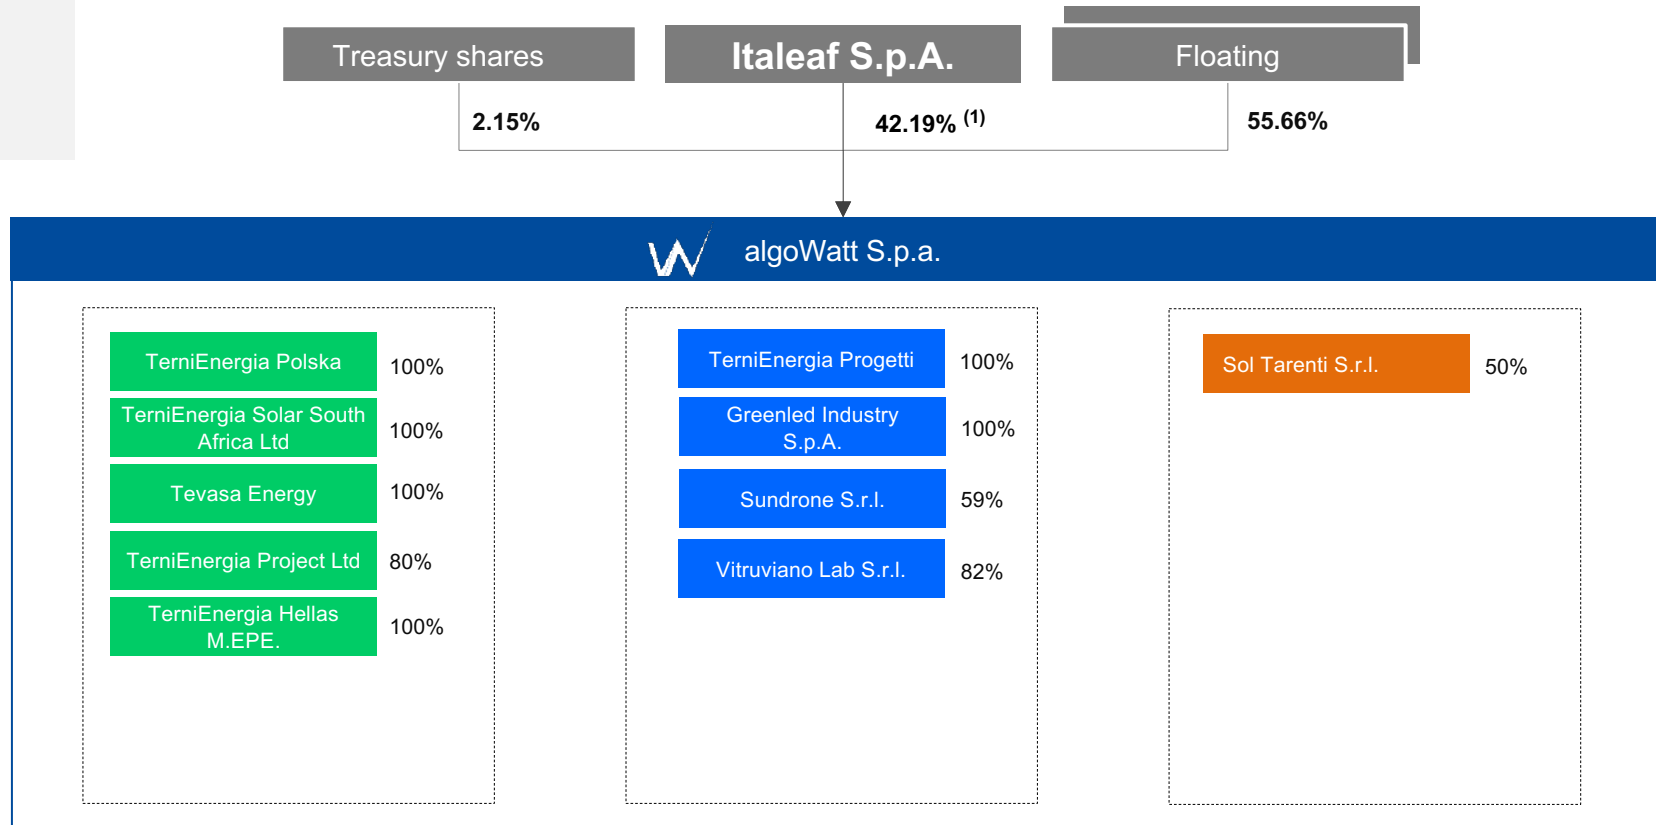 Treasury shares
Italeaf S.p.A.
Floating
2.15%
42.19% (1)
55.66%
algoWatt S.p.a.
TerniEnergia Polska
100%
TerniEnergia Solar South
Africa Ltd
100%
Tevasa Energy
100%
TerniEnergia Project Ltd
80%
TerniEnergia Hellas
M.EPE.
100%
TerniEnergia Progetti
100%
Greenled Industry
S.p.A.
100%
Sundrone S.r.l.
59%
Vitruviano Lab S.r.l.
82%
Sol Tarenti S.r.l.
50%